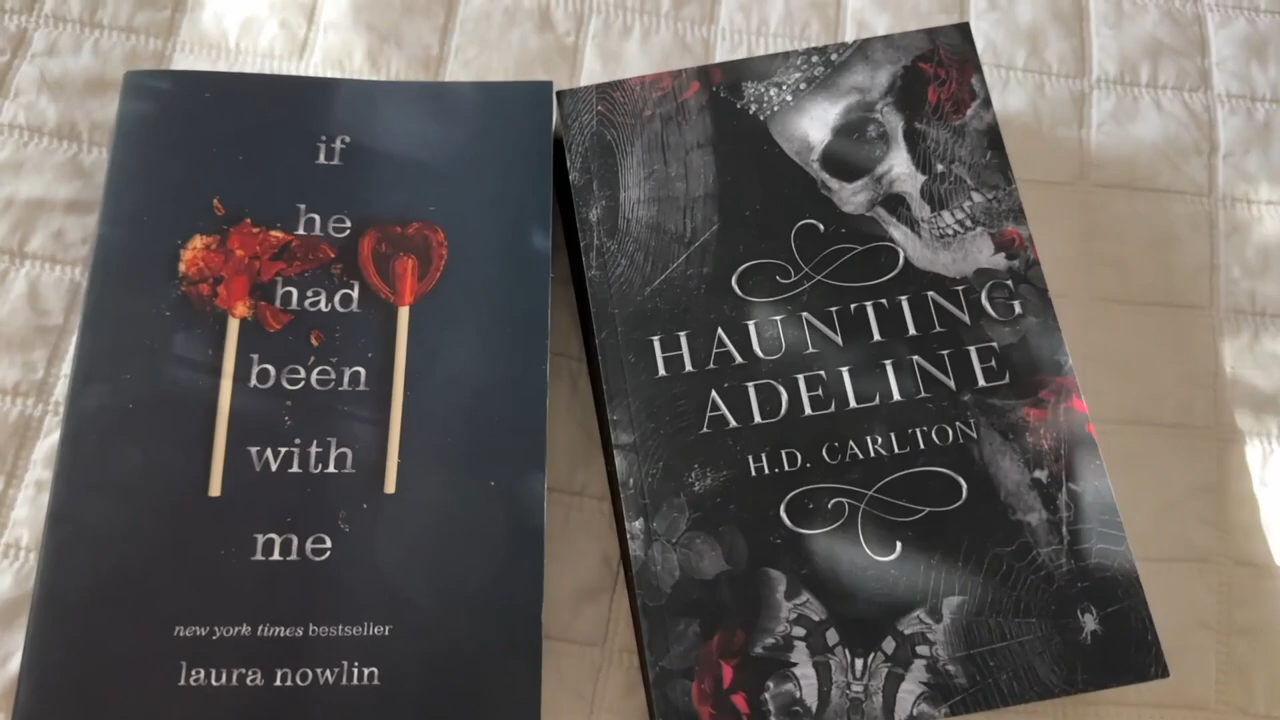 if
he
had
been
with
me
new york times bestseller
laura nowlin
HAUNTING
ADELINE
H.D. CARLTON